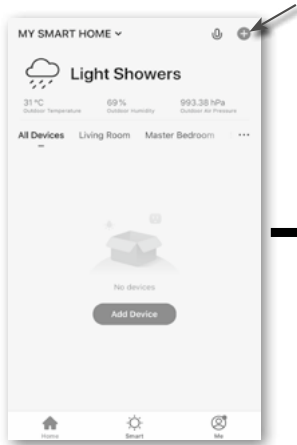 MY SMART HOME
Light Showers
31 °C 69% 993.38 hPa
Outdoor Temperature Outdoor Humidity Outdoor Air Pressure
All Devices Living Room Master Bedroom ...
No devices
Add Device
Home Smart Me